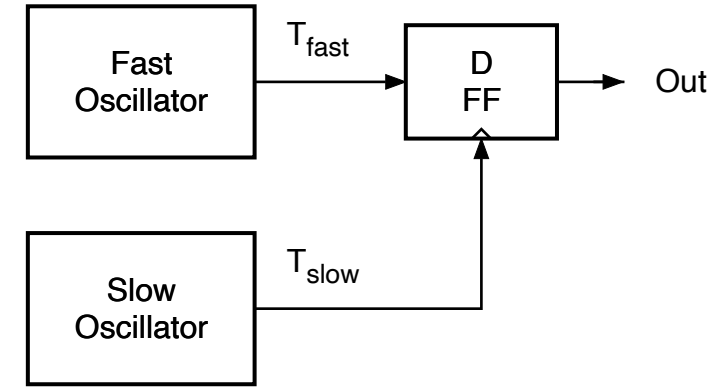 Fast
Oscillator
T_fast
D
FF
Out
Slow
Oscillator
T_slow